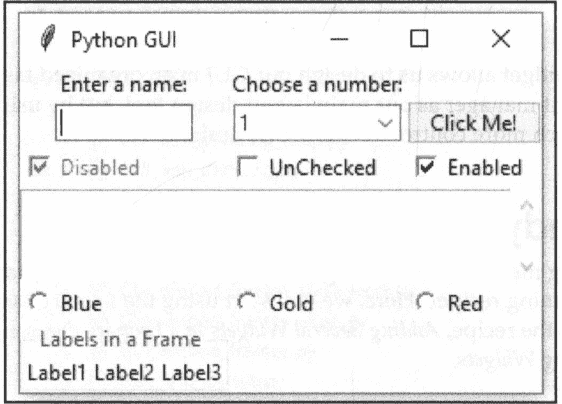 Python GUI
Enter a name: Choose a number:
1 Click Me!
Disabled UnChecked Enabled
Blue Gold Red
Labels in a Frame
Label1 Label2 Label3